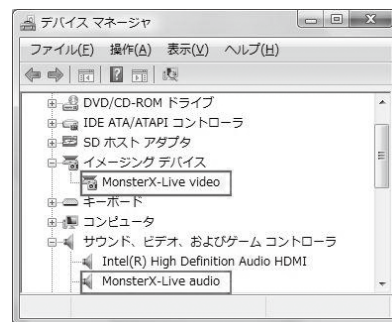 デバイス マネージャ
ファイル(F) 操作(A) 表示(V) ヘルプ(H)
DVD/CD-ROM ドライブ
IDE ATA/ATAPI コントローラ
SD ホスト アダプタ
イメージング デバイス
MonsterX-Live video
キーボード
コンピュータ
サウンド、ビデオ、およびゲーム コントローラ
Intel(R) High Definition Audio HDMI
MonsterX-Live audio